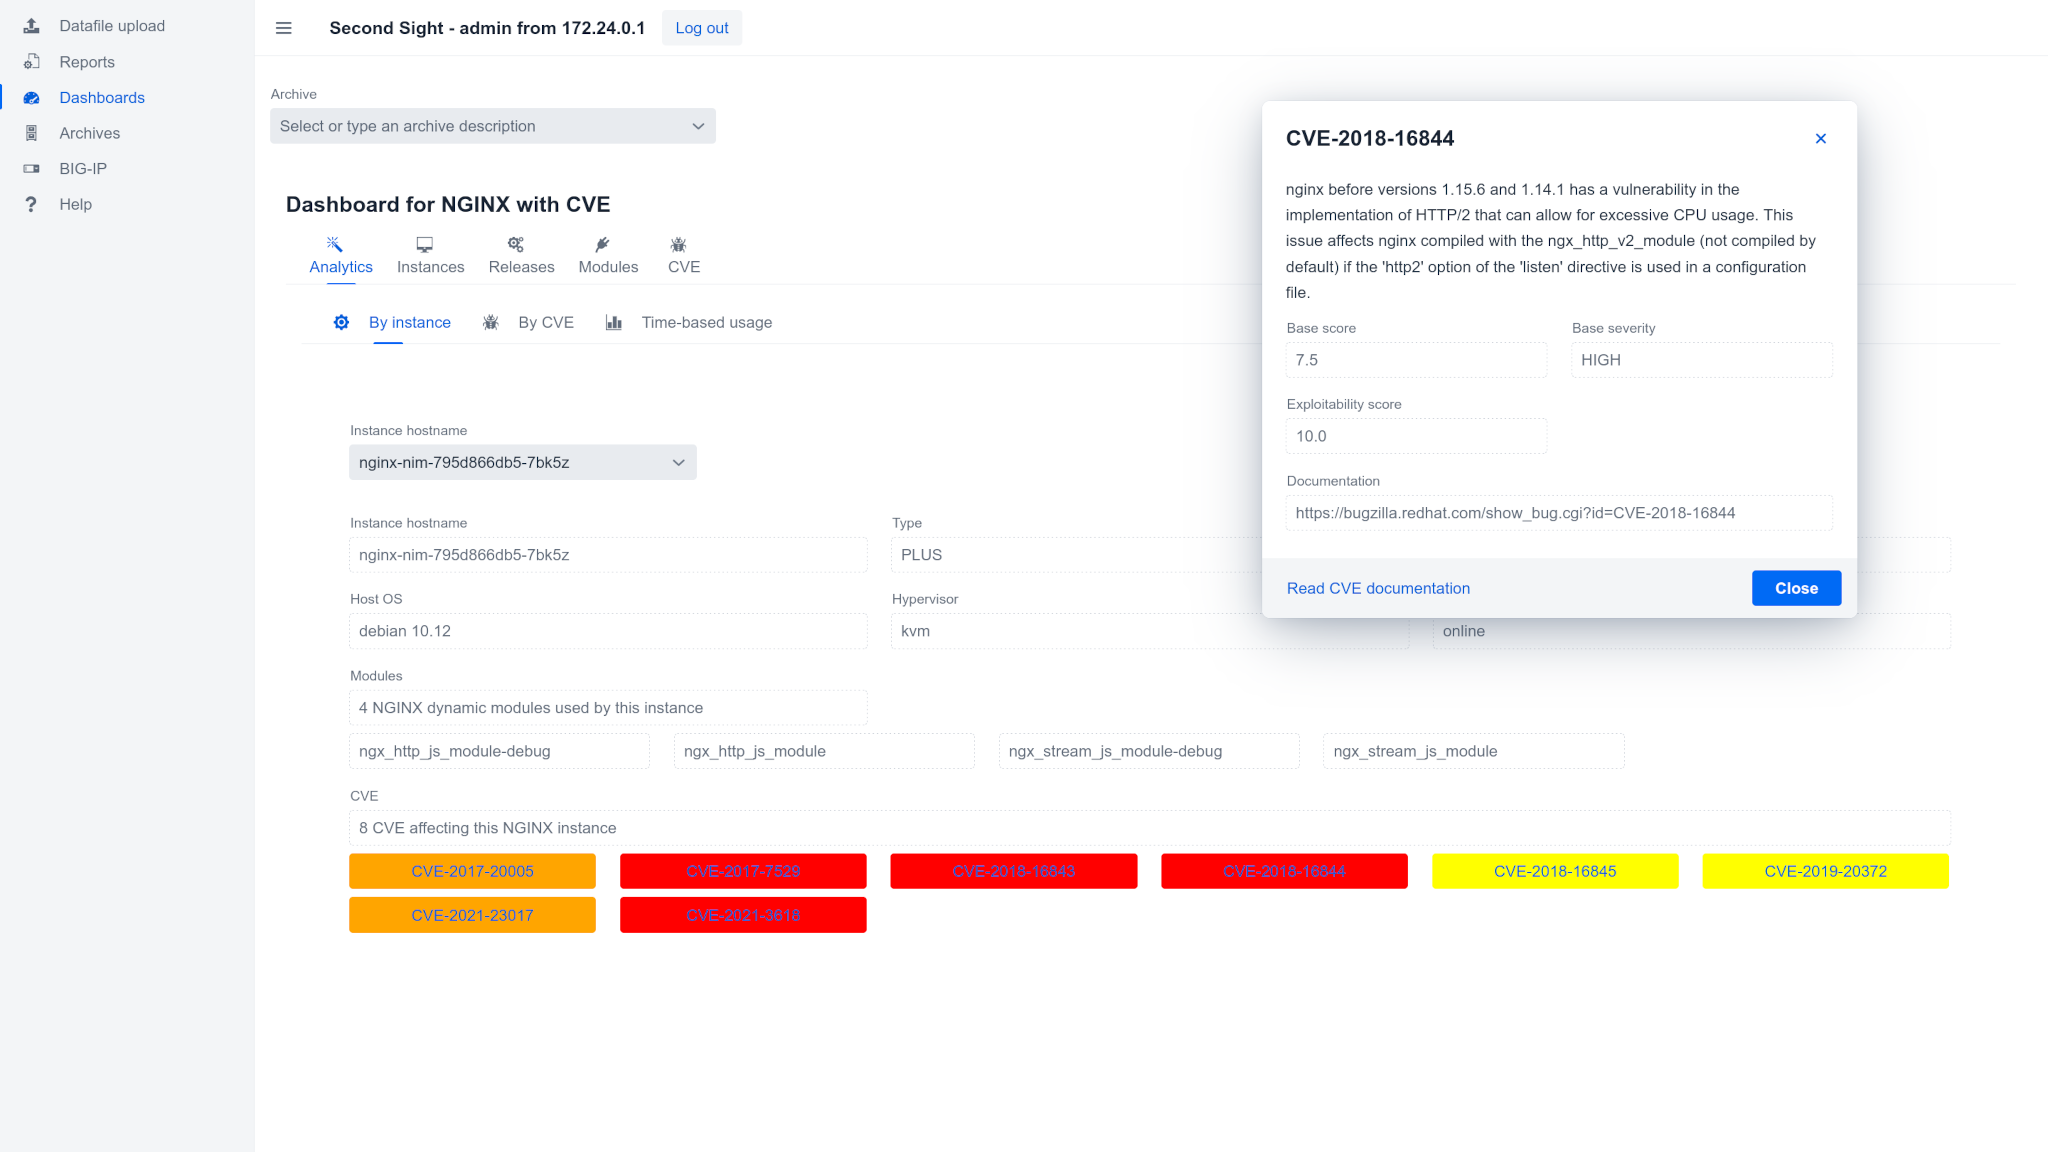 Datafile upload
Reports
Dashboards
Archives
BIG-IP
Help
Second Sight - admin from 172.24.0.1
Log out
Archive
Select or type an archive description
Dashboard for NGINX with CVE
Analytics
Instances
Releases
Modules
CVE
By instance
By CVE
Time-based usage
Instance hostname
nginx-nim-795d866db5-7bk5z
Instance hostname
nginx-nim-795d866db5-7bk5z
Type
PLUS
Host OS
debian 10.12
Hypervisor
kvm
online
Modules
4 NGINX dynamic modules used by this instance
ngx_http_js_module-debug
ngx_http_js_module
ngx_stream_js_module-debug
ngx_stream_js_module
CVE
8 CVE affecting this NGINX instance
CVE-2017-20005
CVE-2017-7529
CVE-2018-16843
CVE-2018-16844
CVE-2018-16845
CVE-2019-20372
CVE-2021-23017
CVE-2021-3618
CVE-2018-16844
nginx before versions 1.15.6 and 1.14.1 has a vulnerability in the
implementation of HTTP/2 that can allow for excessive CPU usage. This
issue affects nginx compiled with the ngx_http_v2_module (not compiled by
default) if the 'http2' option of the 'listen' directive is used in a configuration
file.
Base score
7.5
Base severity
HIGH
Exploitability score
10.0
Documentation
https://bugzilla.redhat.com/show_bug.cgi?id=CVE-2018-16844
Read CVE documentation
Close